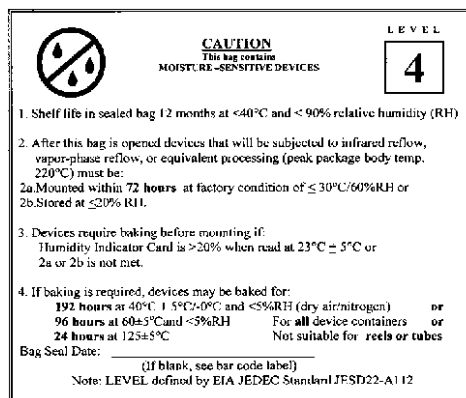 LEVEL
CAUTION
This bag contains
MOISTURE –SENSITIVE DEVICES
4
1. Shelf life in sealed bag 12 months at <40°C and < 90% relative humidity (RH)
2. After this bag is opened devices that will be subjected to infrared reflow,
vapor-phase reflow, or equivalent processing (peak package body temp.
220°C) must be:
2a.Mounted within 72 hours at factory condition of ≤ 30°C/60%RH or
2b.Stored at ≤20% RH.
3. Devices require baking before mounting if:
Humidity Indicator Card is >20% when read at 23°C ± 5°C or
2a or 2b is not met.
4. If baking is required, devices may be baked for:
192 hours at 40°C + 5°C/-0°C and <5%RH (dry air/nitrogen) or
96 hours at 60±5°Cand <5%RH For all device containers or
24 hours at 125±5°C Not suitable for reels or tubes
Bag Seal Date:
(If blank, see bar code label)
Note: LEVEL defined by EIA JEDEC Standard JESD22-A112